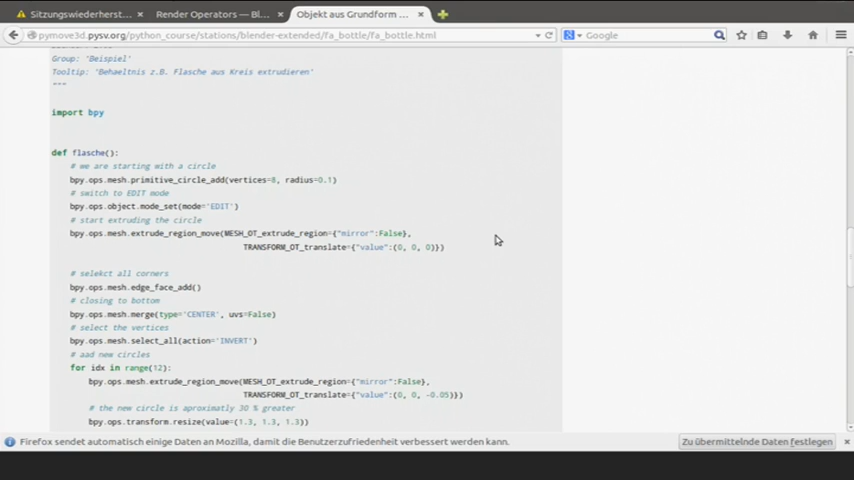 Sitzungswiederherst...
Render Operators — Bl...
Objekt aus Grundform ...
pymove3d.pysv.org/python_course/stations/blender-extended/fa_bottle/fa_bottle.html
Google
Group: 'Beispiel'
Tooltip: 'Behaeltnis z.B. Flasche aus Kreis extrudieren'
"""
import bpy
def flasche():
# we are starting with a circle
bpy.ops.mesh.primitive_circle_add(vertices=8, radius=0.1)
# switch to EDIT mode
bpy.ops.object.mode_set(mode='EDIT')
# start extruding the circle
bpy.ops.mesh.extrude_region_move(MESH_OT_extrude_region={"mirror":False},
TRANSFORM_OT_translate={"value":(0, 0, 0)})
# selekct all corners
bpy.ops.mesh.edge_face_add()
# closing to bottom
bpy.ops.mesh.merge(type='CENTER', uvs=False)
# select the vertices
bpy.ops.mesh.select_all(action='INVERT')
# aad new circles
for idx in range(12):
bpy.ops.mesh.extrude_region_move(MESH_OT_extrude_region={"mirror":False},
TRANSFORM_OT_translate={"value":(0, 0, -0.05)})
# the new circle is aproximatly 30 % greater
bpy.ops.transform.resize(value=(1.3, 1.3, 1.3))
Firefox sendet automatisch einige Daten an Mozilla, damit die Benutzerzufriedenheit verbessert werden kann.
Zu übermittelnde Daten festlegen